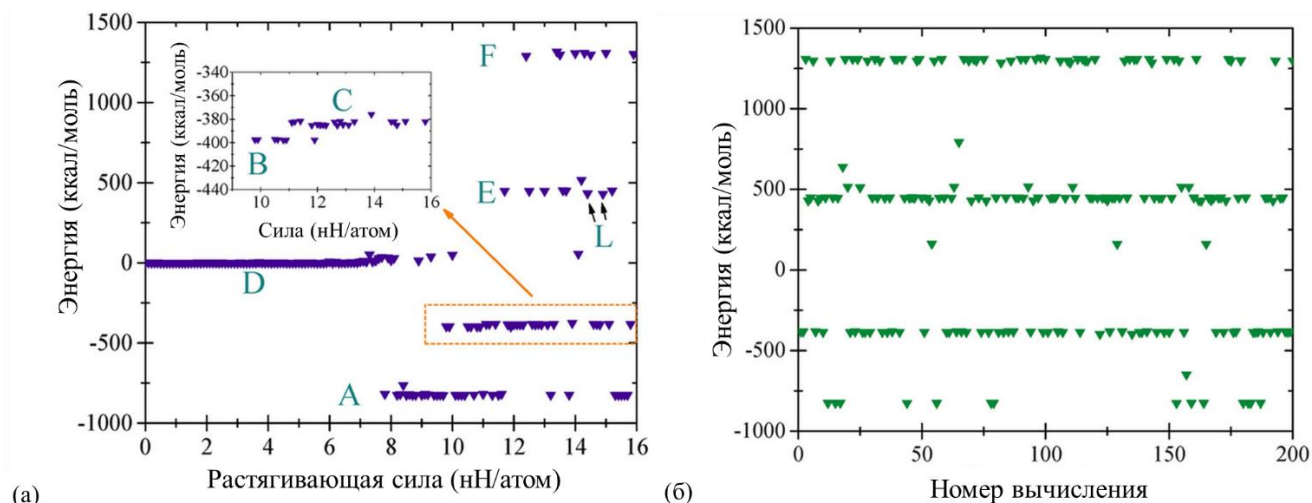 1500
1000
500
0
-500
-1000
Энергия (ккал/моль)
0 2 4 6 8 10 12 14 16
Растягивающая сила (нН/атом)
(а)
F
E
L
D
A
-340
-360
-380
-400
-420
-440
Энергия (ккал/моль)
C
B
10 12 14 16
Сила (нН/атом)
1500
1000
500
0
-500
-1000
Энергия (ккал/моль)
0 50 100 150 200
Номер вычисления
(б)